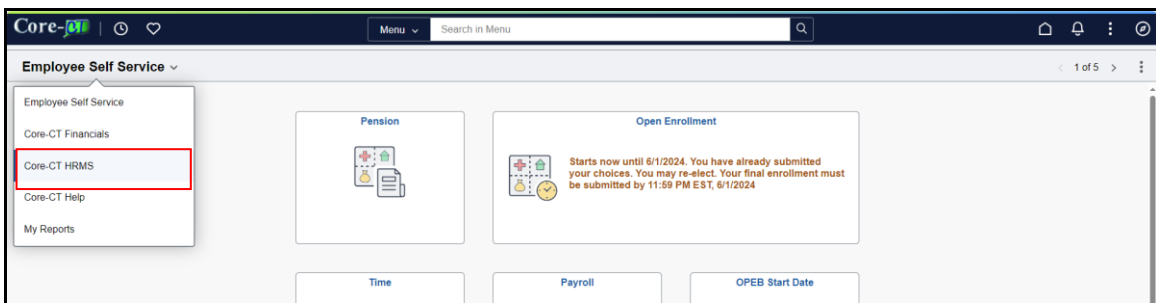 Core-CT
Menu
Search in Menu
Employee Self Service
1 of 5
Employee Self Service
Core-CT Financials
Core-CT HRMS
Core-CT Help
My Reports
Pension
Open Enrollment
Starts now until 6/1/2024. You have already submitted
your choices. You may re-elect. Your final enrollment must
be submitted by 11:59 PM EST, 6/1/2024
Time
Payroll
OPEB Start Date